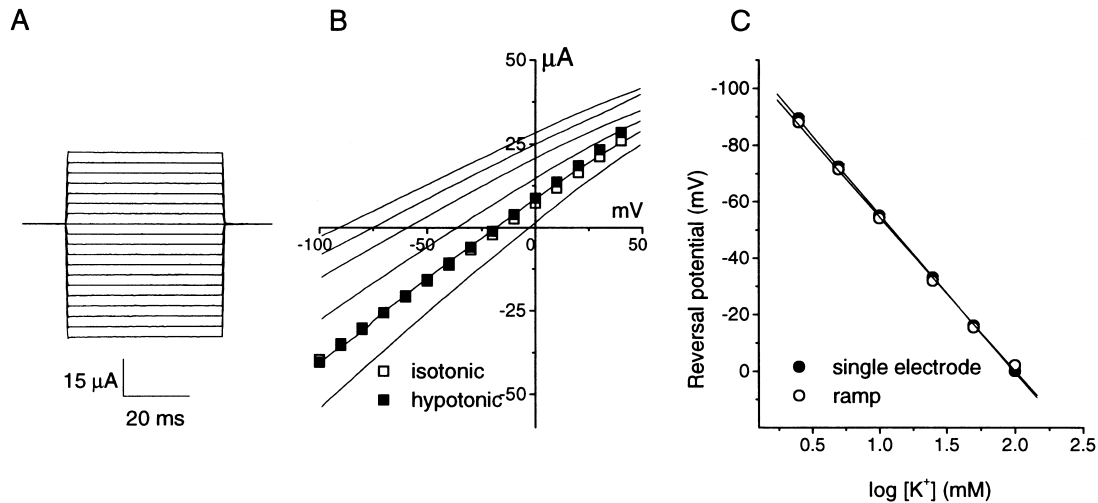 A
15 μA
20 ms
B
μA
mV
50
25
-25
-50
-100
-50
0
50
isotonic
hypotonic
C
Reversal potential (mV)
-100
-80
-60
-40
-20
0
single electrode
ramp
0.5
1.0
1.5
2.0
2.5
log [K⁺] (mM)